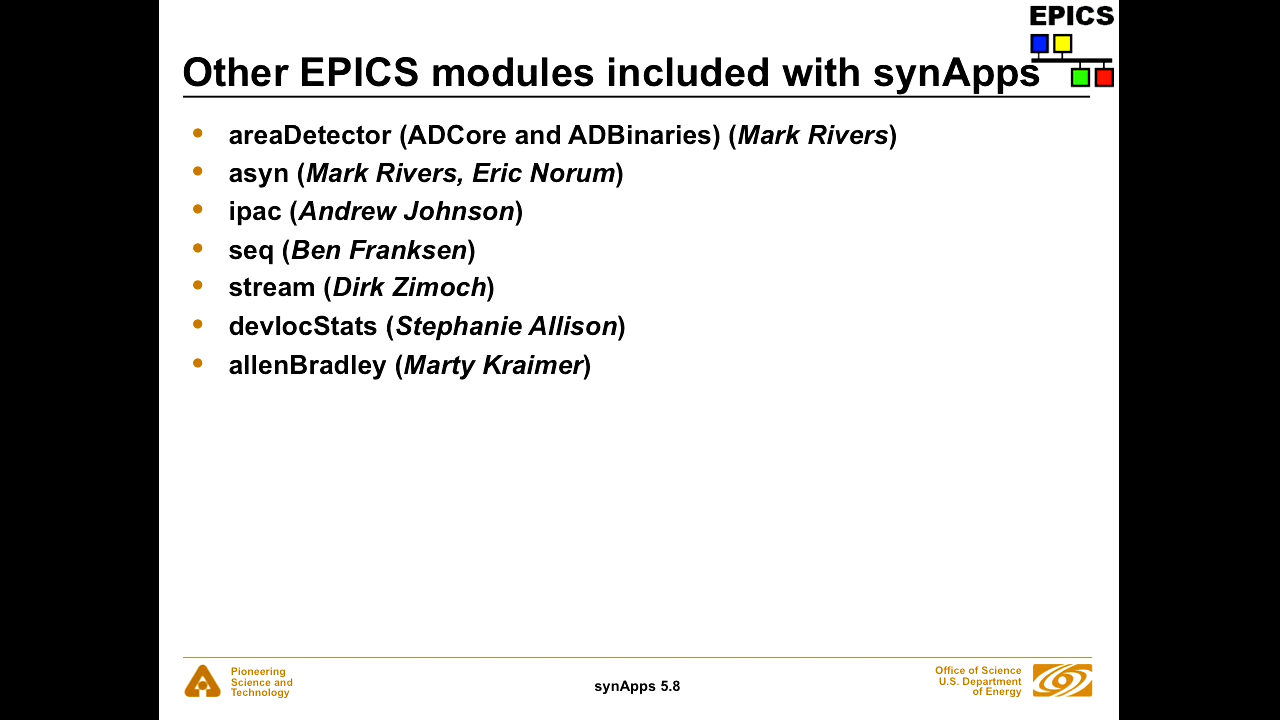 EPICS
Other EPICS modules included with synApps
• areaDetector (ADCore and ADBinaries) (Mark Rivers)
• asyn (Mark Rivers, Eric Norum)
• ipac (Andrew Johnson)
• seq (Ben Franksen)
• stream (Dirk Zimoch)
• devIocStats (Stephanie Allison)
• allenBradley (Marty Kraimer)
Pioneering
Science and
Technology
synApps 5.8
Office of Science
U.S. Department
of Energy